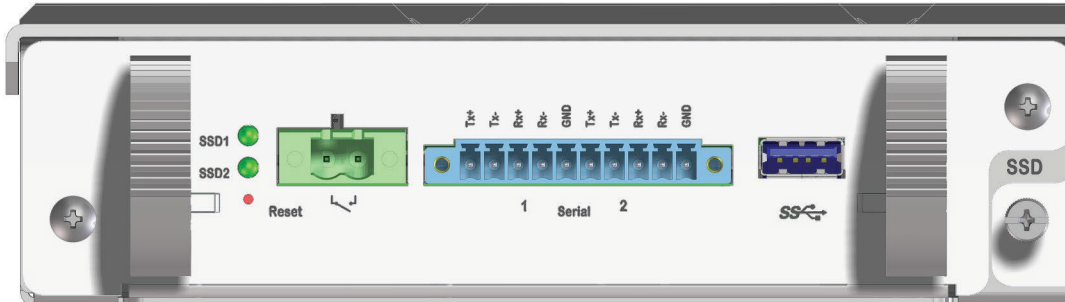 Tx+ Tx- Rx+ Rx- GND Tx+ Tx- Rx+ Rx- GND
SSD1
SSD2
Reset
1 Serial 2
SS
SSD